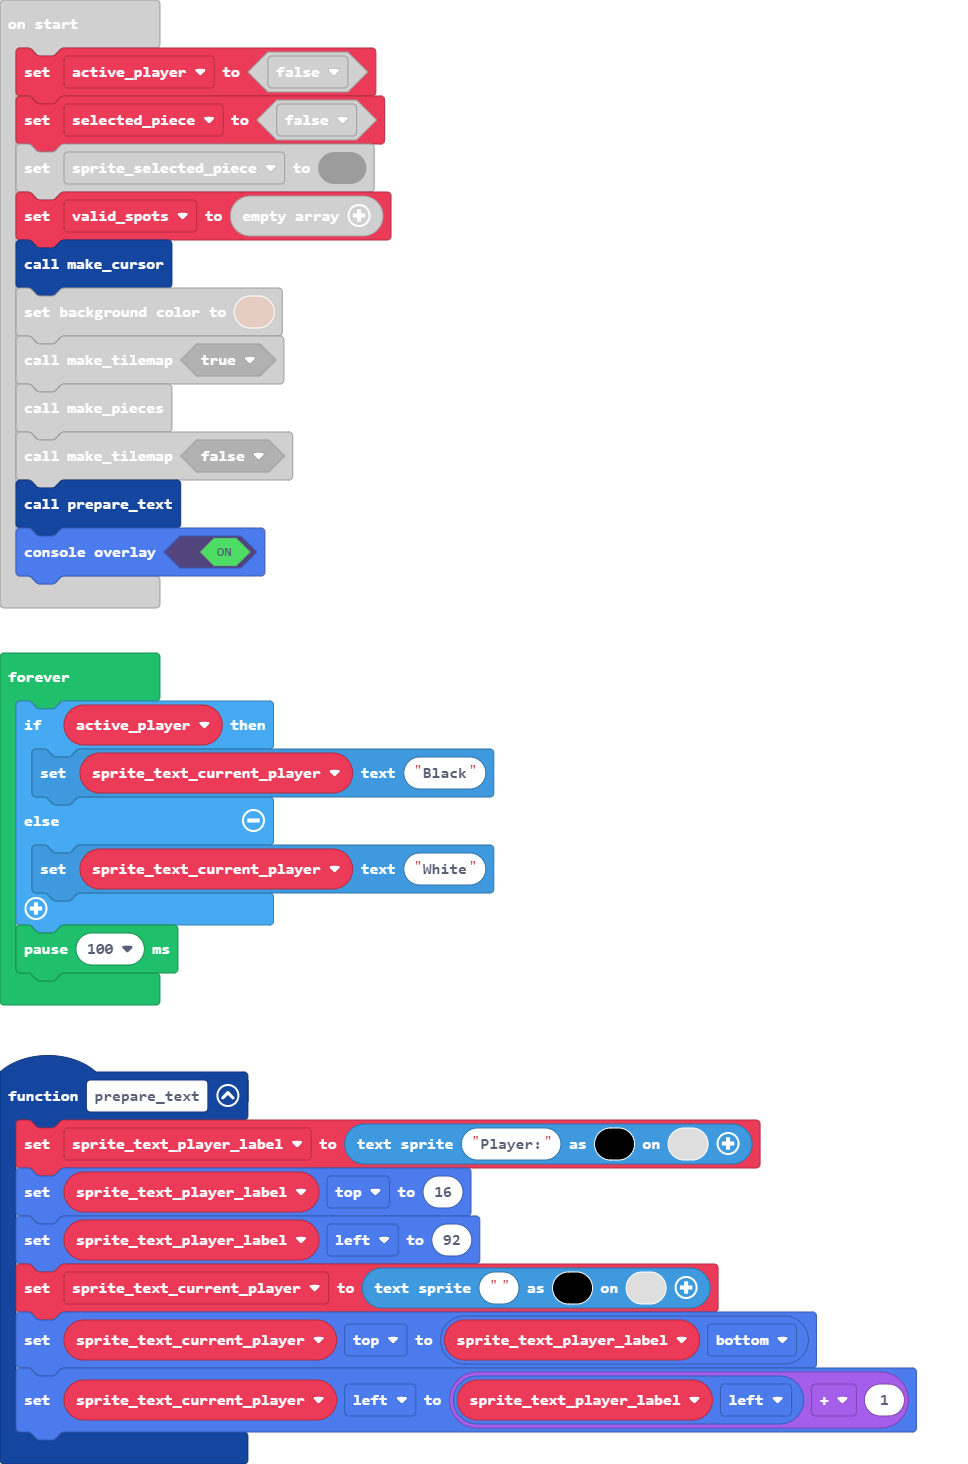 on start
set active_player to false
set selected_piece to false
set sprite_selected_piece to
set valid_spots to empty array
call make_cursor
set background color to
call make_tilemap true
call make_pieces
call make_tilemap false
call prepare_text
console overlay ON
forever
if active_player then
set sprite_text_current_player text "Black"
else
set sprite_text_current_player text "White"
pause 100 ms
function prepare_text
set sprite_text_player_label to text sprite "Player:" as on
set sprite_text_player_label top to 16
set sprite_text_player_label left to 92
set sprite_text_current_player to text sprite "" as on
set sprite_text_current_player top to sprite_text_player_label bottom
set sprite_text_current_player left to sprite_text_player_label left + 1